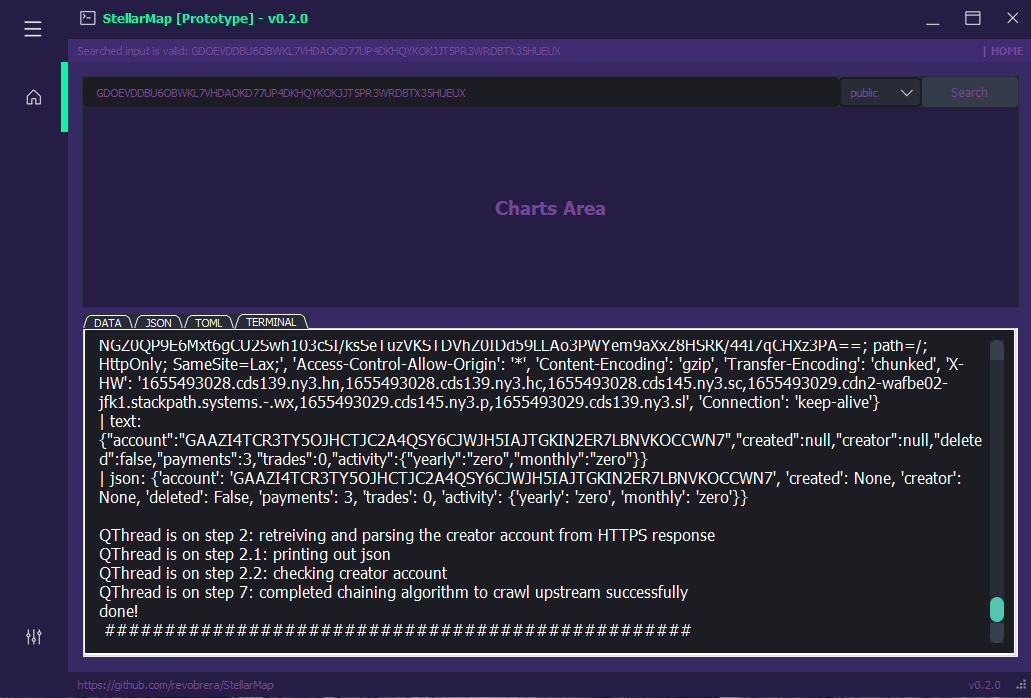 StellarMap [Prototype] - v0.2.0
Searched input is valid: GDOEVDDBU6OBWKL7VHDAOKD77UP4DKHQYKOKJJT5PR3WRDBTX35HUEUX
| HOME
GDOEVDDBU6OBWKL7VHDAOKD77UP4DKHQYKOKJJT5PR3WRDBTX35HUEUX
public
Search
Charts Area
DATA
JSON
TOML
TERMINAL
HttpOnly; SameSite=Lax;', 'Access-Control-Allow-Origin': '*', 'Content-Encoding': 'gzip', 'Transfer-Encoding': 'chunked', 'X-
HW': '1655493028.cds139.ny3.hn,1655493028.cds139.ny3.hc,1655493028.cds145.ny3.sc,1655493029.cdn2-wafbe02-
jfk1.stackpath.systems.-.wx,1655493029.cds145.ny3.p,1655493029.cds139.ny3.sl', 'Connection': 'keep-alive'}
| text:
{"account":"GAAZI4TCR3TY5OJHCTJC2A4QSY6CJWJH5IAJTGKIN2ER7LBNVKOCCWN7","created":null,"creator":null,"delete
d":false,"payments":3,"trades":0,"activity":{"yearly":"zero","monthly":"zero"}}
| json: {'account': 'GAAZI4TCR3TY5OJHCTJC2A4QSY6CJWJH5IAJTGKIN2ER7LBNVKOCCWN7', 'created': None, 'creator':
None, 'deleted': False, 'payments': 3, 'trades': 0, 'activity': {'yearly': 'zero', 'monthly': 'zero'}}
QThread is on step 2: retreiving and parsing the creator account from HTTPS response
QThread is on step 2.1: printing out json
QThread is on step 2.2: checking creator account
QThread is on step 7: completed chaining algorithm to crawl upstream successfully
done!
#################################################
https://github.com/revobrera/StellarMap
v0.2.0